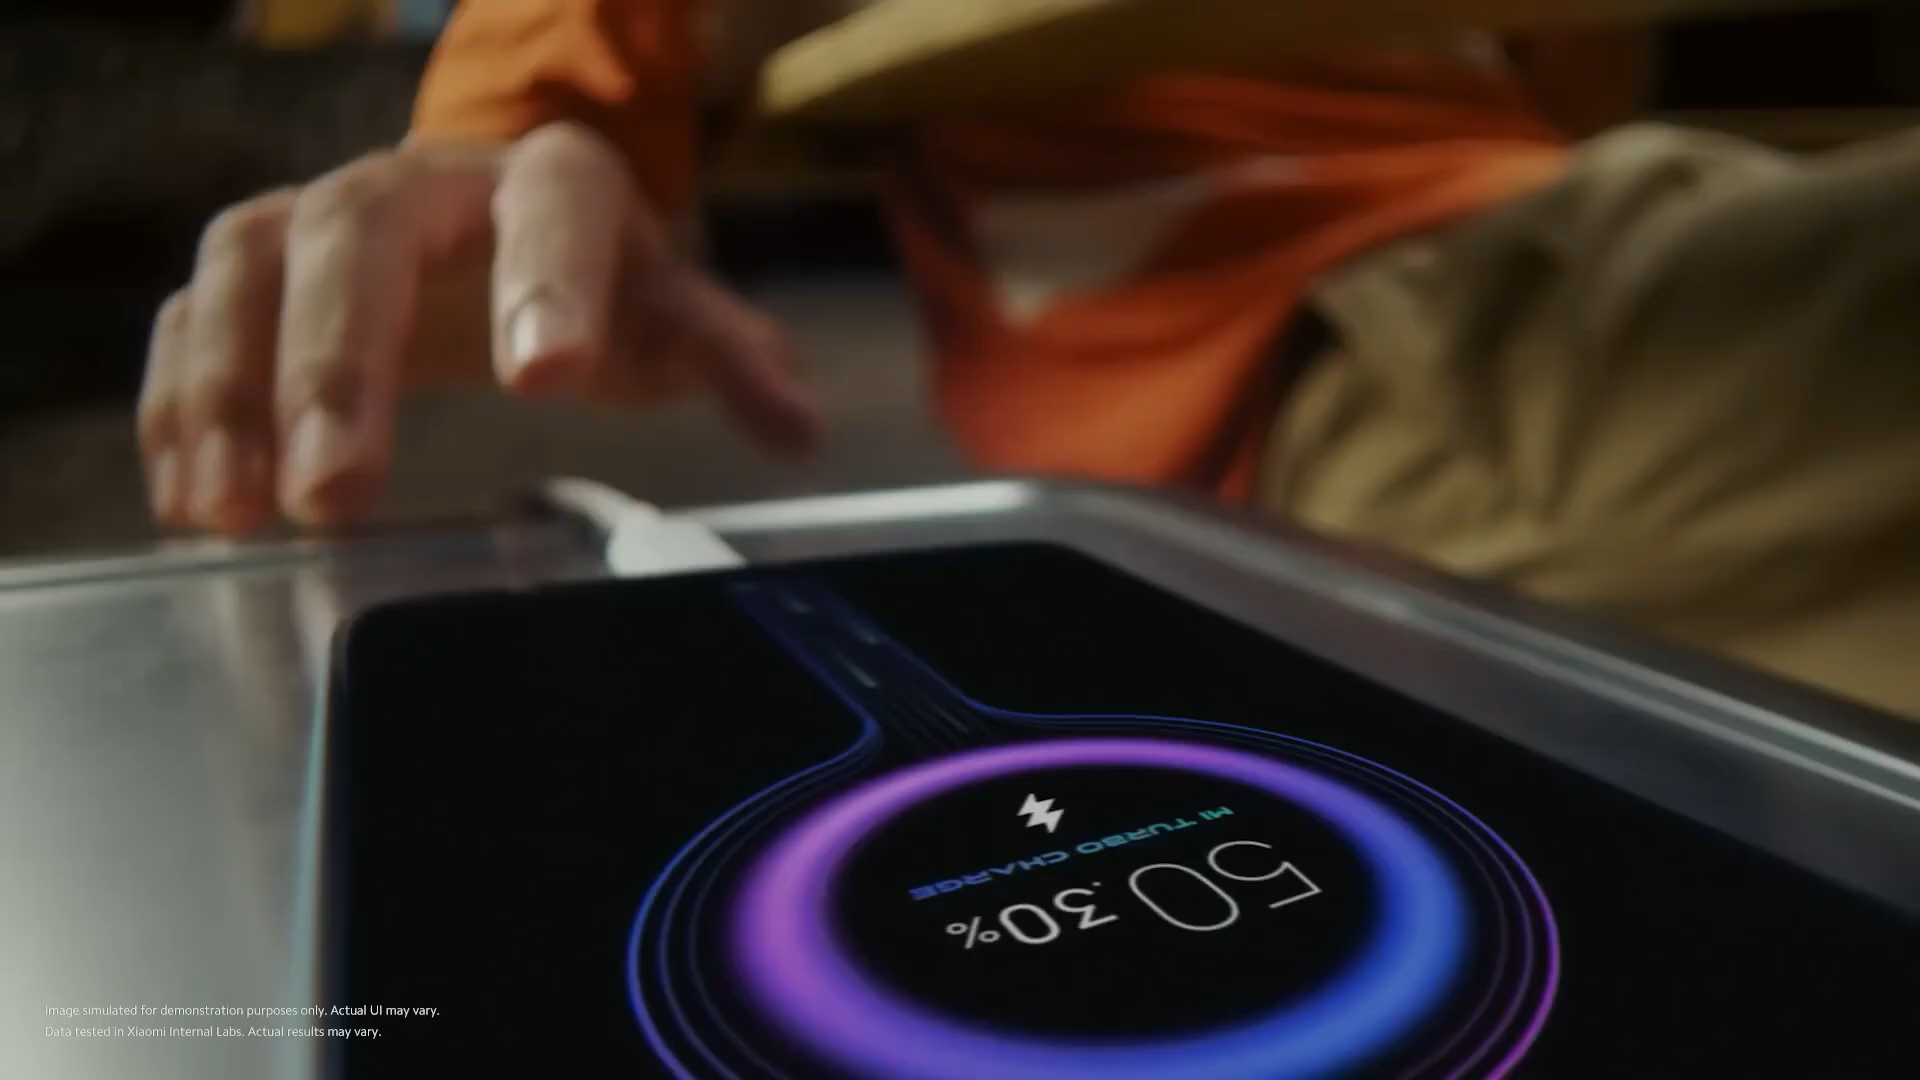 MI TURBO CHARGE
50.30%
Image simulated for demonstration purposes only. Actual UI may vary.
Data tested in Xiaomi Internal Labs. Actual results may vary.